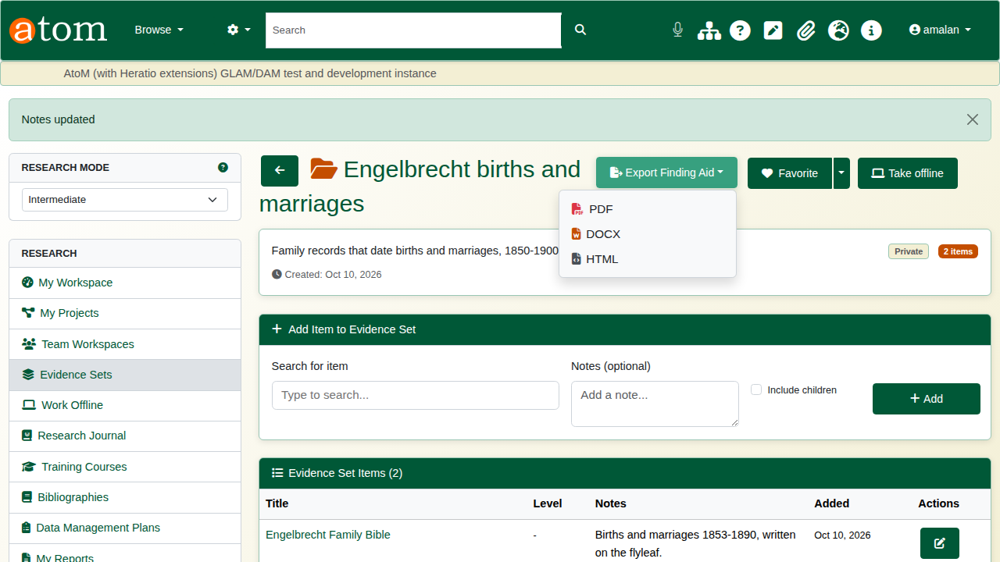 atom
Browse
Search
amalan
AtoM (with Heratio extensions) GLAM/DAM test and development instance
Notes updated
RESEARCH MODE
Intermediate
RESEARCH
My Workspace
My Projects
Team Workspaces
Evidence Sets
Work Offline
Research Journal
Training Courses
Bibliographies
Data Management Plans
My Reports
Engelbrecht births and
marriages
Export Finding Aid
Favorite
Take offline
PDF
DOCX
HTML
Family records that date births and marriages, 1850-1900
Private
2 items
Created: Oct 10, 2026
Add Item to Evidence Set
Search for item
Type to search...
Notes (optional)
Add a note...
Include children
Add
Evidence Set Items (2)
Title Level Notes Added Actions
Engelbrecht Family Bible - Births and marriages 1853-1890, written Oct 10, 2026
on the flyleaf.